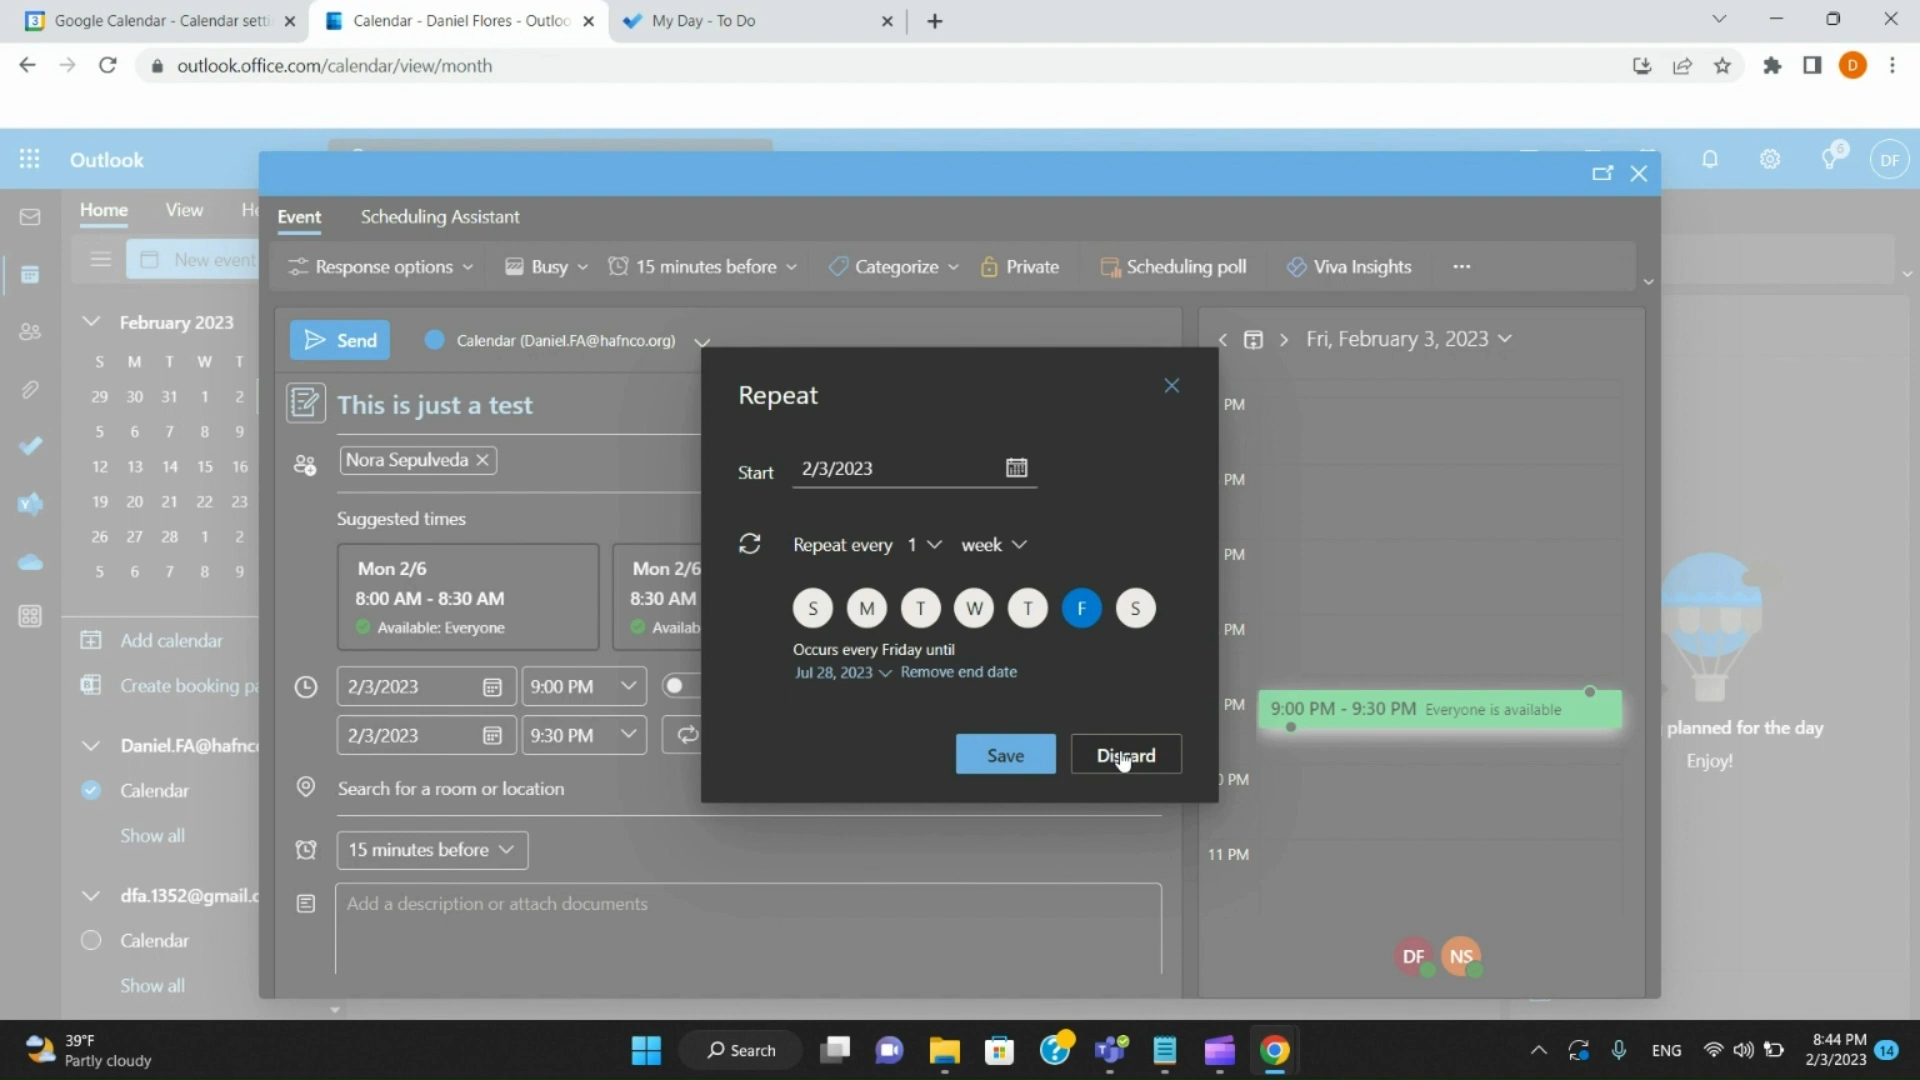 Google Calendar - Calendar setti
Calendar - Daniel Flores - Outloo
My Day - To Do
outlook.office.com/calendar/view/month
D
Outlook
6
DF
Home
View
He
New event
Event
Scheduling Assistant
Response options
Busy
15 minutes before
Categorize
Private
Scheduling poll
Viva Insights
February 2023
S M T W T
29 30 31 1 2
5 6 7 8 9
12 13 14 15 16
19 20 21 22 23
26 27 28 1 2
5 6 7 8 9
Add calendar
Create booking pa
Daniel.FA@hafnco
Calendar
Show all
dfa.1352@gmail.c
Calendar
Show all
Send
Calendar (Daniel.FA@hafnco.org)
This is just a test
Nora Sepulveda
Suggested times
Mon 2/6
8:00 AM - 8:30 AM
Available: Everyone
Mon 2/6
8:30 AM
Availab
2/3/2023
9:00 PM
2/3/2023
9:30 PM
Search for a room or location
15 minutes before
Add a description or attach documents
Repeat
Start
2/3/2023
Repeat every 1 week
S M T W T F S
Occurs every Friday until
Jul 28, 2023 Remove end date
Save
Discard
Fri, February 3, 2023
PM
PM
PM
PM
PM
9:00 PM - 9:30 PM Everyone is available
0 PM
11 PM
DF
NS
planned for the day
Enjoy!
39°F
Partly cloudy
Search
ENG
8:44 PM
2/3/2023
14